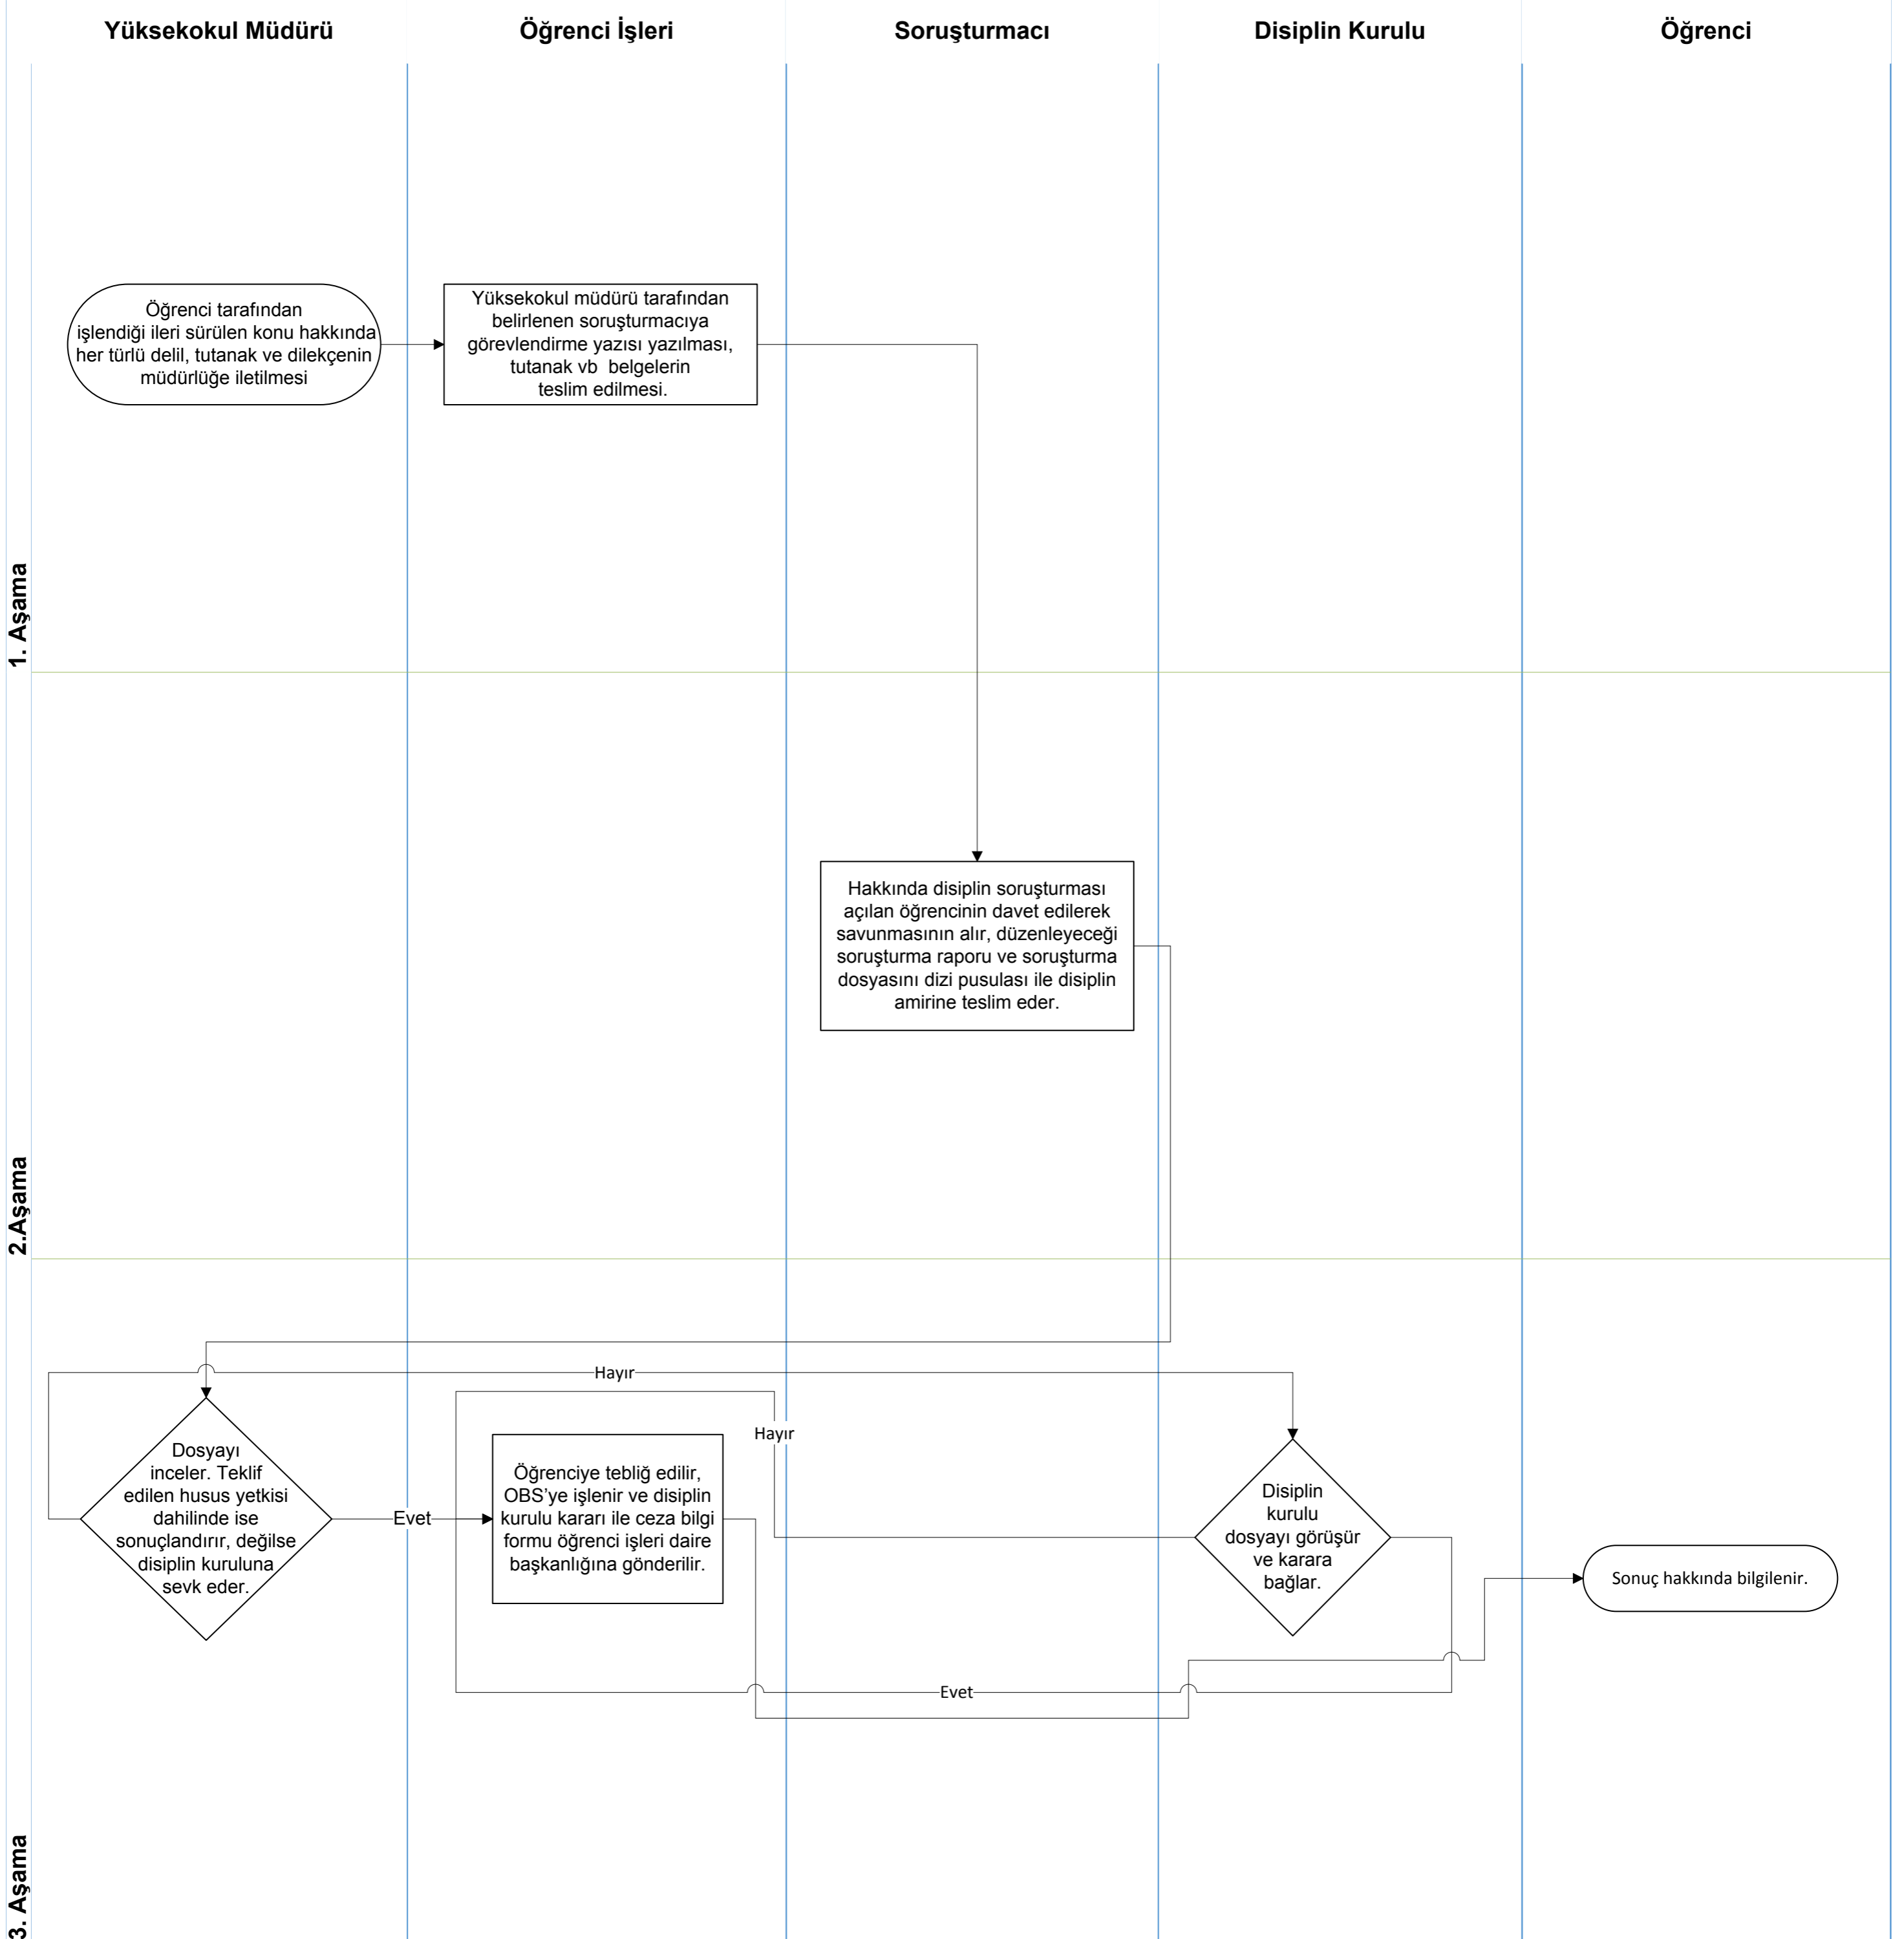 Yüksekokul Müdürü
Öğrenci İşleri
Soruşturmacı
Disiplin Kurulu
Öğrenci
1. Aşama
Öğrenci tarafından
işlendiği ileri sürülen konu hakkında
her türlü delil, tutanak ve dilekçenin
müdürlüğe iletilmesi
Yüksekokul müdürü tarafından
belirlenen soruşturmacıya
görevlendirme yazısı yazılması,
tutanak vb belgelerin
teslim edilmesi.
2.Aşama
Hakkında disiplin soruşturması
açılan öğrencinin davet edilerek
savunmasının alır, düzenleyeceği
soruşturma raporu ve soruşturma
dosyasını dizi pusulası ile disiplin
amirine teslim eder.
3. Aşama
Hayır
Hayır
Dosyayı
inceler. Teklif
edilen husus yetkisi
dahilinde ise
sonuçlandırır, değilse
disiplin kuruluna
sevk eder.
Evet
Öğrenciye tebliğ edilir,
OBS’ye işlenir ve disiplin
kurulu kararı ile ceza bilgi
formu öğrenci işleri daire
başkanlığına gönderilir.
Disiplin
kurulu
dosyayı görüşür
ve karara
bağlar.
Sonuç hakkında bilgilenir.
Evet